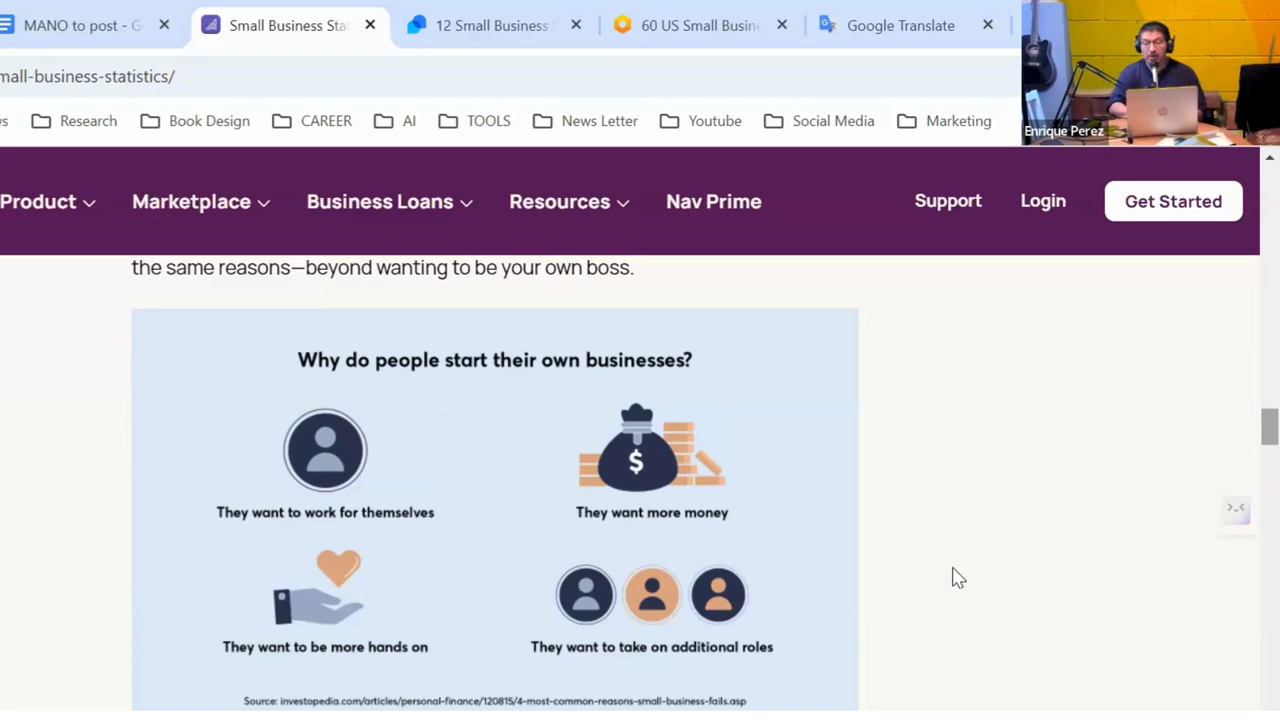 MANO to post - G
Small Business Sta
12 Small Business
60 US Small Busin
Google Translate
mall-business-statistics/
Research
Book Design
CAREER
AI
TOOLS
News Letter
Youtube
Social Media
Marketing
Enrique Perez
Product
Marketplace
Business Loans
Resources
Nav Prime
Support
Login
Get Started
the same reasons—beyond wanting to be your own boss.
Why do people start their own businesses?
$
They want to work for themselves
They want more money
They want to be more hands on
They want to take on additional roles
Source: investopedia.com/articles/personal-finance/120815/4-most-common-reasons-small-business-fails.asp